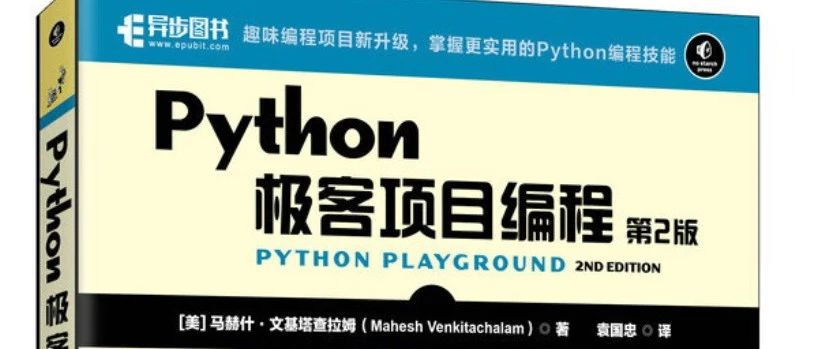 异步图书
www.epubit.com
趣味编程项目新升级，掌握更实用的Python编程技能
no starch press
Python
极客项目编程 第2版
PYTHON PLAYGROUND 2ND EDITION
[美] 马赫什·文基塔查拉姆（Mahesh Venkitachalam）◎ 著 袁国忠 ◎ 译
Python 极客